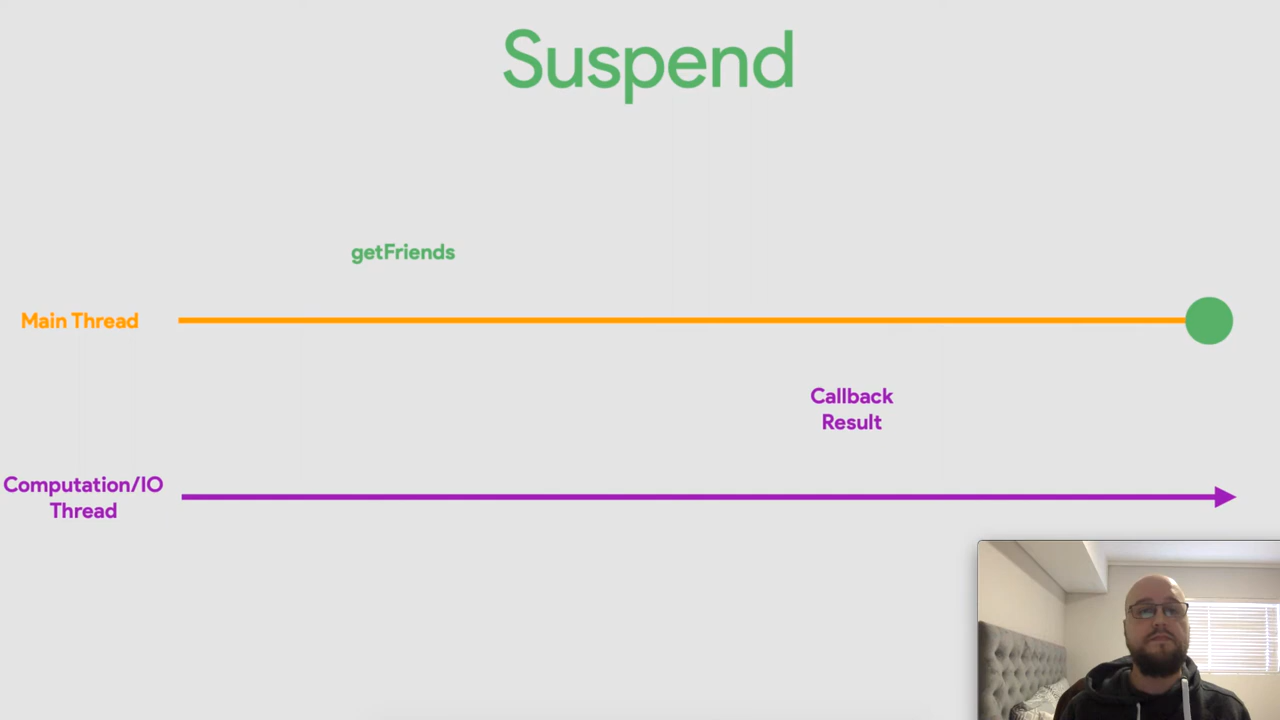 Suspend
getFriends
Main Thread
Callback
Result
Computation/IO
Thread